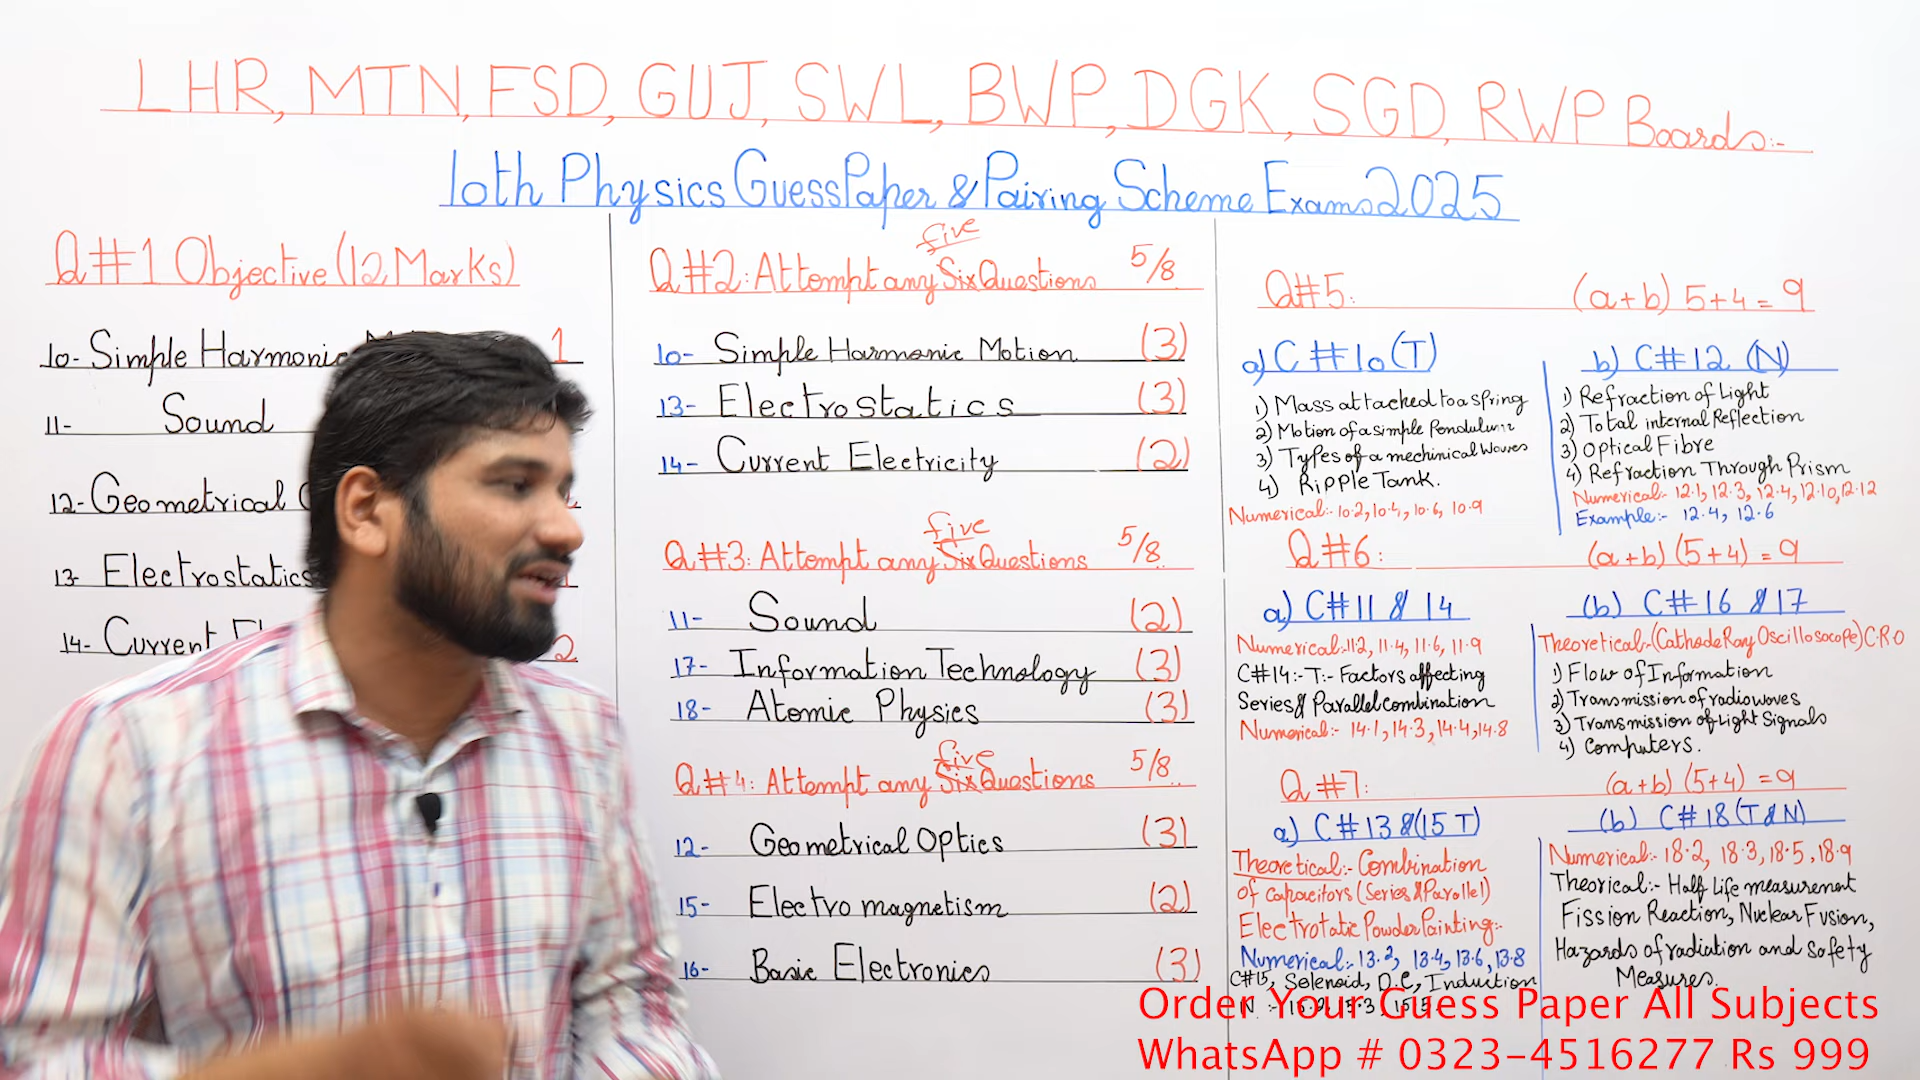 LHR, MTN, FSD, GUJ, SWL, BWP, DGK, SGD, RWP Boards:-
10th Physics Guess Paper & Pairing Scheme Exams 2025
Q#1 Objective (12 Marks)
10- Simple Harmonic 1
11- Sound
12- Geometrical
13- Electrostatics
14- Current 2
five
Q#2: Attempt any Six Questions 5/8
10- Simple Harmonic Motion (3)
13- Electrostatics (3)
14- Current Electricity (2)
five
Q#3: Attempt any Six Questions 5/8
11- Sound (2)
17- Information Technology (3)
18- Atomic Physics (3)
five
Q#4: Attempt any Six Questions 5/8
12- Geometrical Optics (3)
15- Electro magnetism (2)
16- Basic Electronics (3)
Q#5: (a+b) 5+4 = 9
a) C#10 (T)
1) Mass attacked to a spring
2) Motion of a simple Pendulum
3) Types of a mechinical Waves
4) Ripple Tank.
Numerical:- 10.2, 10.4, 10.6, 10.9
b) C#12 (N)
1) Refraction of Light
2) Total internal Reflection
3) Optical Fibre
4) Refraction Through Prism
Numerical:- 12.1, 12.3, 12.4, 12.10, 12.12
Example:- 12.4, 12.6
Q#6: (a+b) (5+4) = 9
a) C#11 & 14
Numerical:- 11.2, 11.4, 11.6, 11.9
C#14:- T:- Factors affecting
Series & Parallel combination
Numerical:- 14.1, 14.3, 14.4, 14.8
(b) C#16 & 17
Theoretical:- (Cathode Ray Oscillosocope) C.R.O
1) Flow of Information
2) Transmission of radiowaves
3) Transmission of Light Signals
4) Computers.
Q#7: (a+b) (5+4) = 9
a) C#13 & (15 T)
Theoretical:- Combination
of capacitors (Series & Parallel)
Electrotatic Powder Painting:-
Numerical:- 13.2, 13.4, 13.6, 13.8
C#15, Selenoid, D.C, Induction
N :-
(b) C#18 (T & N)
Numerical:- 18.2, 18.3, 18.5, 18.9
Theorical:- Half Life measurement
Fission Reaction, Nuclear Fusion,
Hazards of radiation and Safety
Measures.
Order Your Guess Paper All Subjects
WhatsApp # 0323-4516277 Rs 999